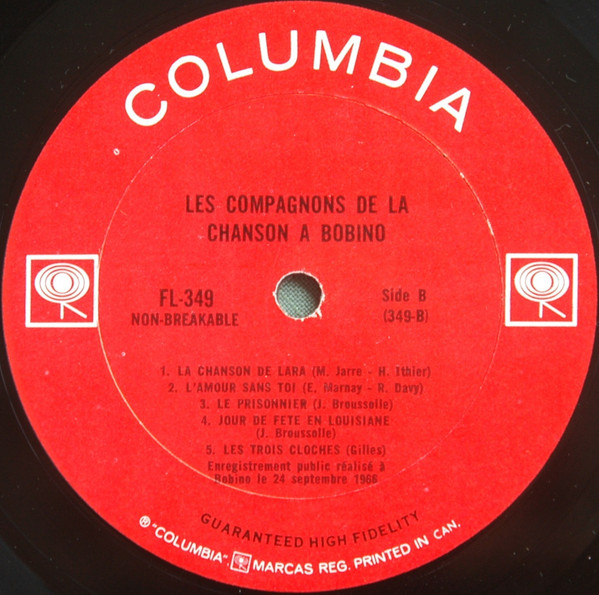 COLUMBIA
LES COMPAGNONS DE LA
CHANSON A BOBINO
FL-349
NON-BREAKABLE
Side B
(349-B)
1. LA CHANSON DE LARA (M. Jarre - H. Ithier)
2. L'AMOUR SANS TOI (E. Marnay - R. Davy)
3. LE PRISONNIER (J. Broussolle)
4. JOUR DE FETE EN LOUISIANE
(J. Broussolle)
5. LES TROIS CLOCHES (Gilles)
Enregistrement public réalisé à
Bobino le 24 septembre 1966
GUARANTEED HIGH FIDELITY
® "COLUMBIA". MARCAS REG. PRINTED IN CAN.